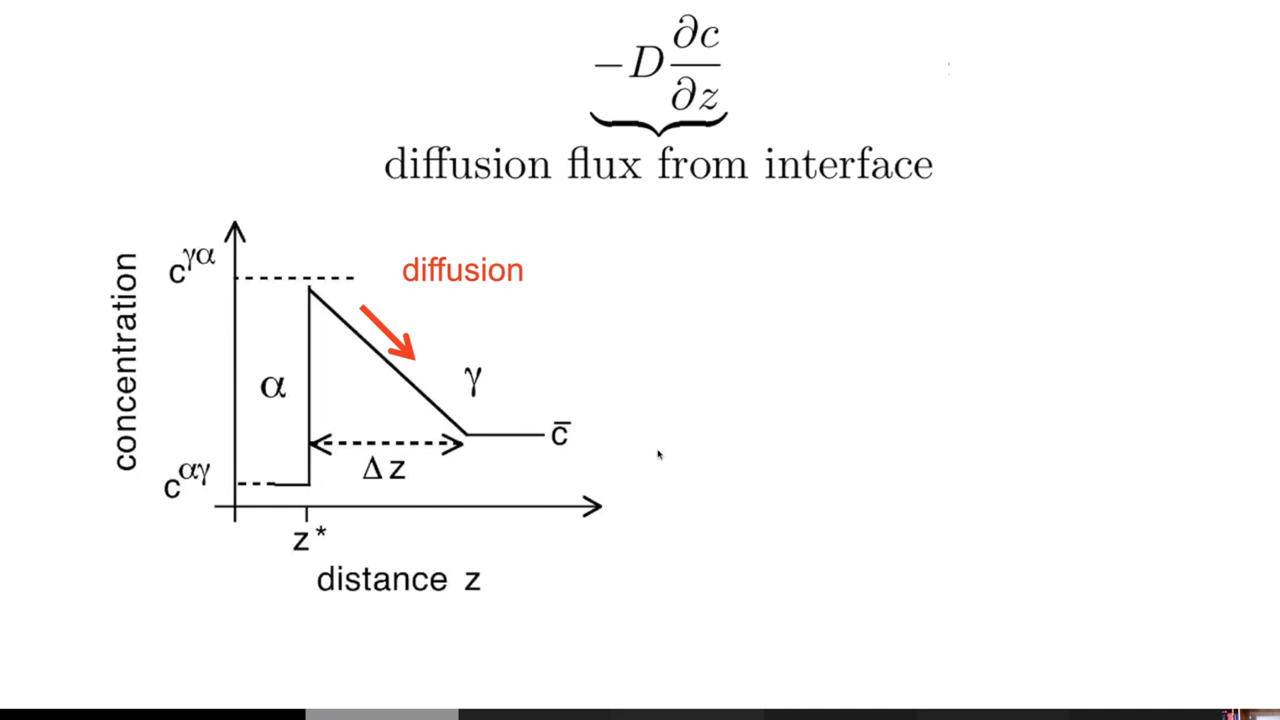 −D ∂c/∂z
diffusion flux from interface
concentration
c^γα
diffusion
α
γ
c̄
Δz
c^αγ
z*
distance z